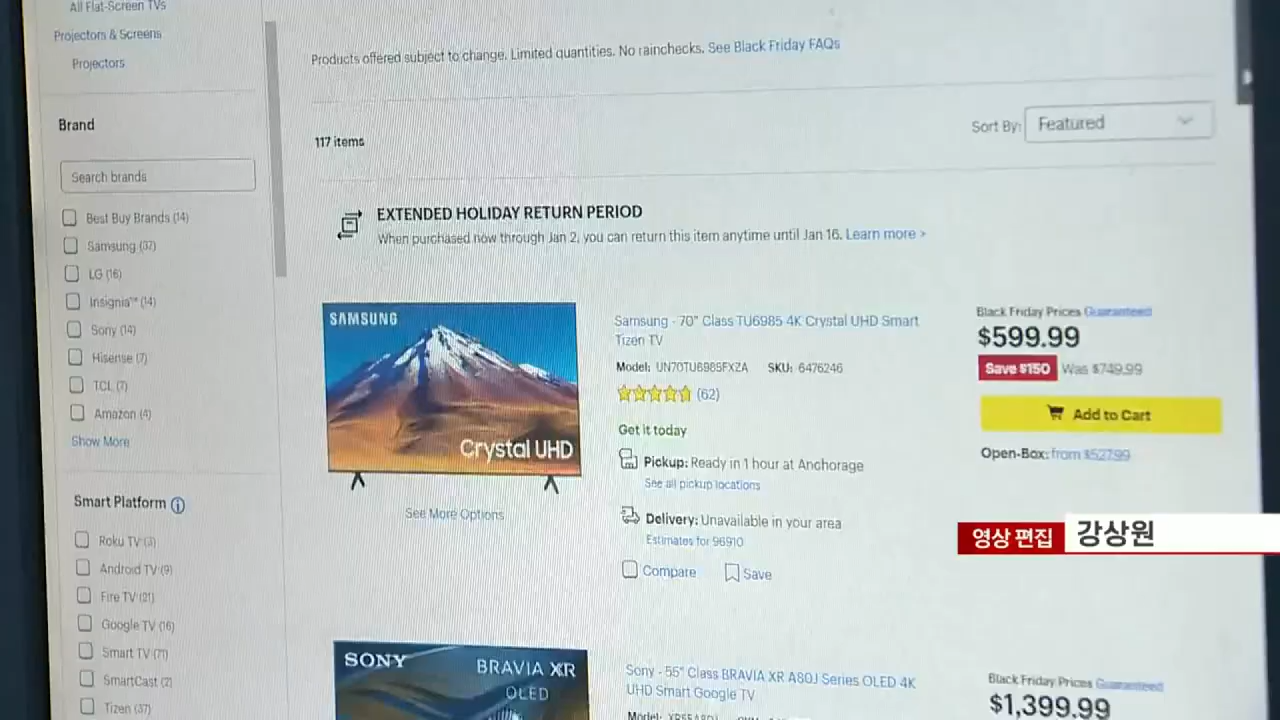 All Flat-Screen TVs
Projectors & Screens
Projectors
Products offered subject to change. Limited quantities. No rainchecks. See Black Friday FAQs
Brand
117 items
Sort By: Featured
Search brands
Best Buy Brands (14)
Samsung (37)
LG (16)
Insignia™ (14)
Sony (14)
Hisense (7)
TCL (7)
Amazon (4)
Show More
EXTENDED HOLIDAY RETURN PERIOD
When purchased now through Jan 2, you can return this item anytime until Jan 16. Learn more >
SAMSUNG
Crystal UHD
See More Options
Samsung - 70" Class TU6985 4K Crystal UHD Smart
Tizen TV
Model: UN70TU6985FXZA SKU: 6476246
(62)
Get it today
Pickup: Ready in 1 hour at Anchorage
See all pickup locations
Delivery: Unavailable in your area
Estimates for 96910
Compare Save
Black Friday Prices Guaranteed
$599.99
Save $150 Was $749.99
Add to Cart
Open-Box: from $527.99
영상 편집 강상원
Smart Platform
Roku TV (3)
Android TV (9)
Fire TV (21)
Google TV (16)
Smart TV (71)
SmartCast (2)
Tizen (37)
SONY
BRAVIA XR
OLED
Sony - 55" Class BRAVIA XR A80J Series OLED 4K
UHD Smart Google TV
Model: XR55A80J
Black Friday Prices Guaranteed
$1,399.99